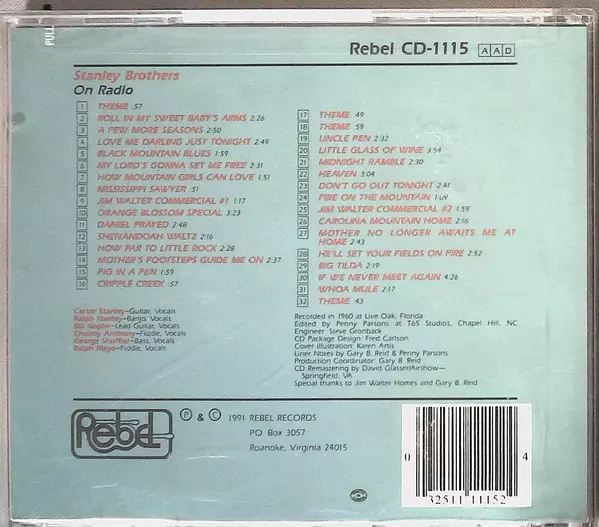 PULL
Rebel CD-1115 AAD
Stanley Brothers
On Radio
1 THEME :57
2 ROLL IN MY SWEET BABY'S ARMS 2:26
3 A FEW MORE SEASONS 2:50
4 LOVE ME DARLING JUST TONIGHT 2:49
5 BLACK MOUNTAIN BLUES 1:59
6 MY LORD'S GONNA SET ME FREE 2:31
7 HOW MOUNTAIN GIRLS CAN LOVE 1:51
8 MISSISSIPPI SAWYER :51
9 JIM WALTER COMMERCIAL #1 1:17
10 ORANGE BLOSSOM SPECIAL 3:23
11 DANIEL PRAYED 2:48
12 SHENANDOAH WALTZ 2:16
13 HOW FAR TO LITTLE ROCK 2:28
14 MOTHER'S FOOTSTEPS GUIDE ME ON 2:37
15 PIG IN A PEN 1:59
16 CRIPPLE CREEK :57
17 THEME :49
18 THEME :59
19 UNCLE PEN 2:32
20 LITTLE GLASS OF WINE 3:54
21 MIDNIGHT RAMBLE 2:30
22 HEAVEN 3:04
23 DON'T GO OUT TONIGHT 2:41
24 FIRE ON THE MOUNTAIN 1:09
25 JIM WALTER COMMERCIAL #2 1:59
26 CAROLINA MOUNTAIN HOME 2:16
27 MOTHER NO LONGER AWAITS ME AT
HOME 2:43
28 HE'LL SET YOUR FIELDS ON FIRE 2:52
29 BIG TILDA 2:19
30 IF WE NEVER MEET AGAIN 4:26
31 WHOA MULE 2:17
32 THEME :43
Carter Stanley—Guitar, Vocals
Ralph Stanley—Banjo, Vocals
Bill Napier—Lead Guitar, Vocals
Chubby Anthony—Fiddle, Vocals
George Shuffler—Bass, Vocals
Ralph Mayo—Fiddle, Vocals
Recorded in 1960 at Live Oak, Florida
Edited by Penny Parsons at T65 Studios, Chapel Hill, NC
Engineer: Steve Gronback
CD Package Design: Fred Carlson
Cover illustration: Karen Artis
Liner Notes by Gary B. Reid & Penny Parsons
Production Coordinator: Gary B. Reid
CD Remastering by David Glasser/Airshow—
Springfield, VA
Special thanks to Jim Walter Homes and Gary B. Reid
Rebel
℗ & © 1991 REBEL RECORDS
PO. Box 3057
Roanoke, Virginia 24015
0 32511 11152 4